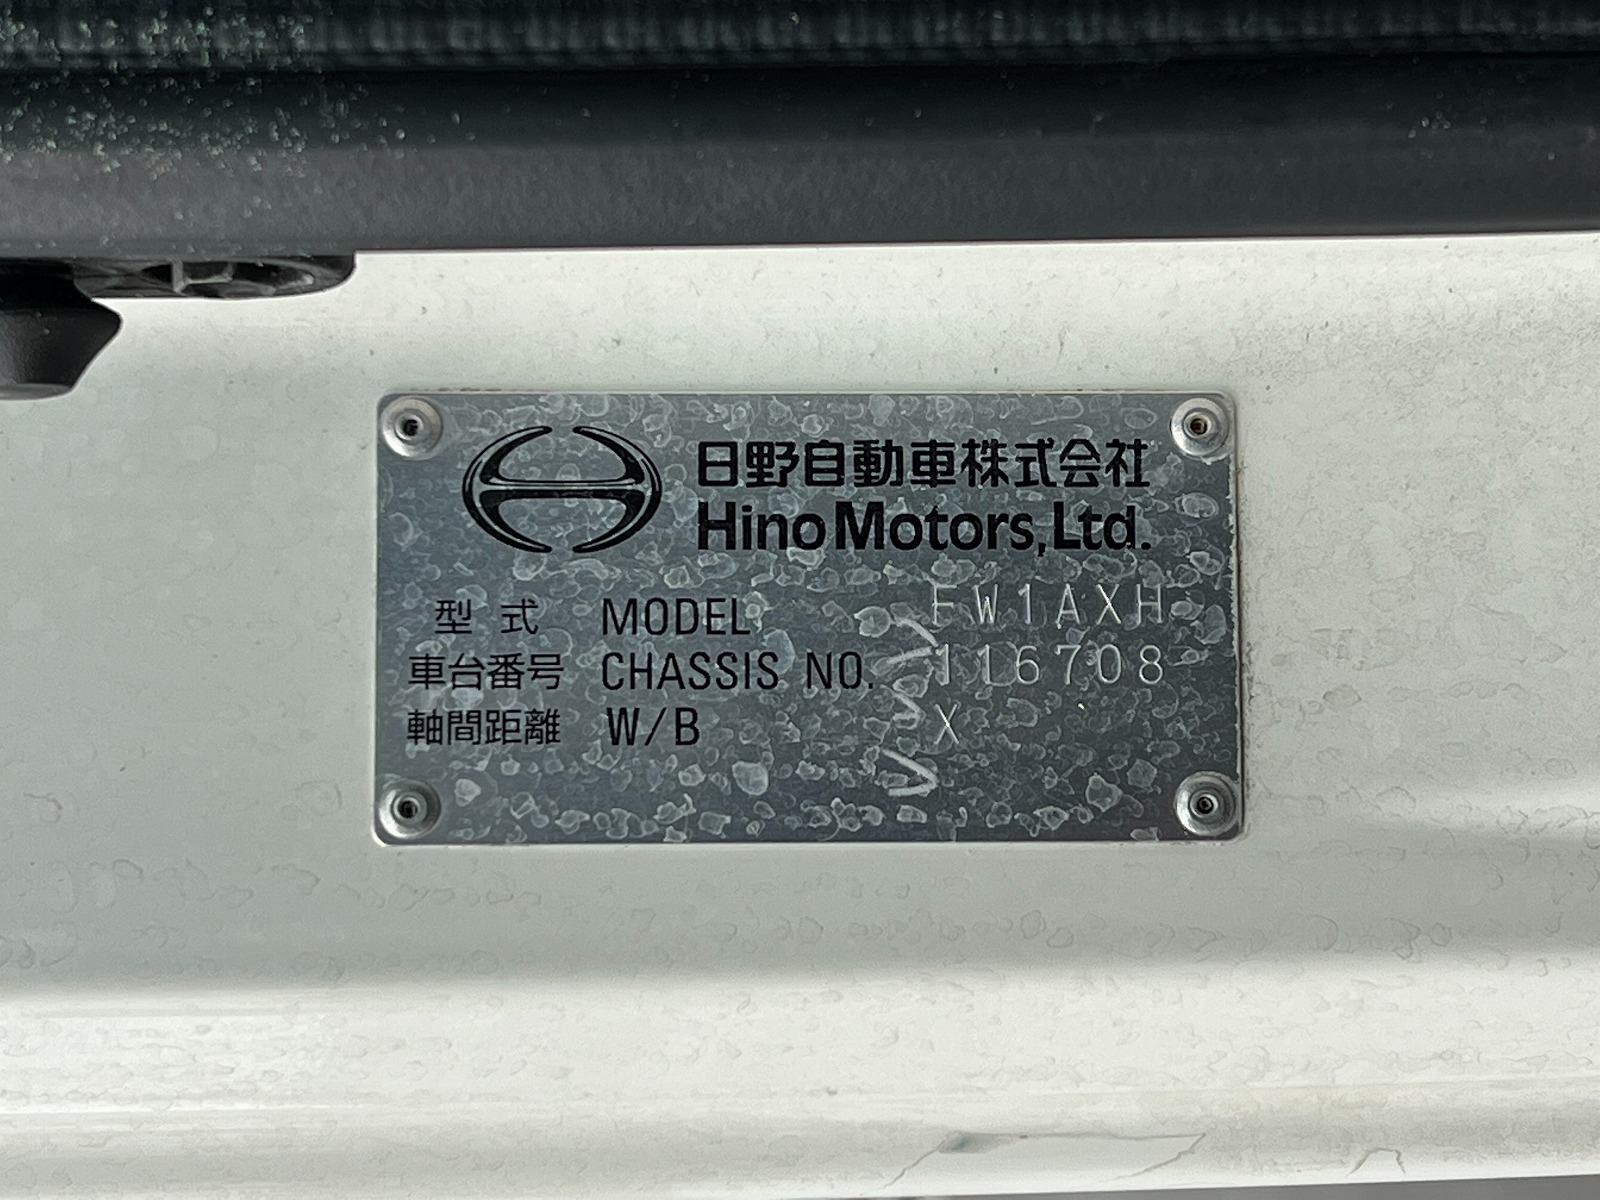 日野自動車株式会社
Hino Motors, Ltd.
型式 MODEL FW1AXH
車台番号 CHASSIS NO. 116708
軸間距離 W/B X